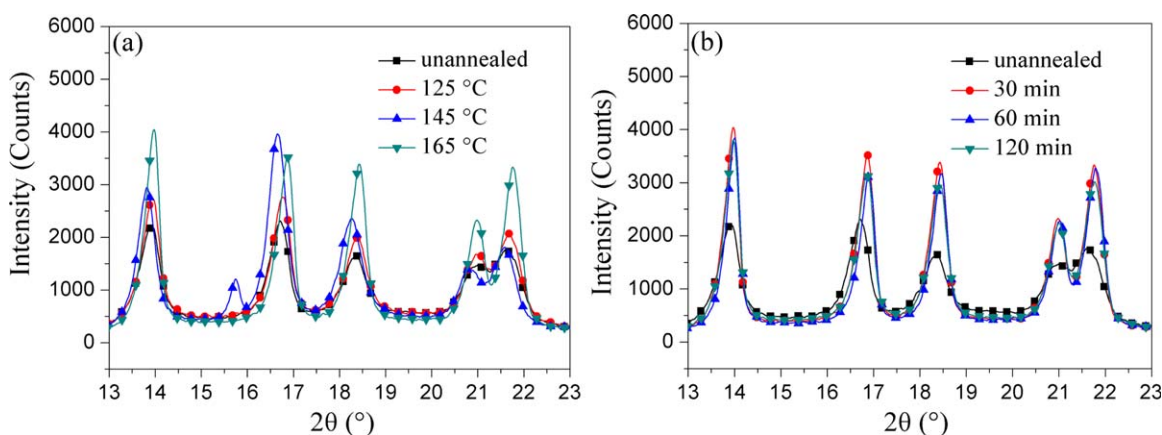 (a)
unannealed
125 °C
145 °C
165 °C
6000
5000
4000
3000
2000
1000
0
Intensity (Counts)
13 14 15 16 17 18 19 20 21 22 23
2θ (°)
(b)
unannealed
30 min
60 min
120 min
6000
5000
4000
3000
2000
1000
0
Intensity (Counts)
13 14 15 16 17 18 19 20 21 22 23
2θ (°)